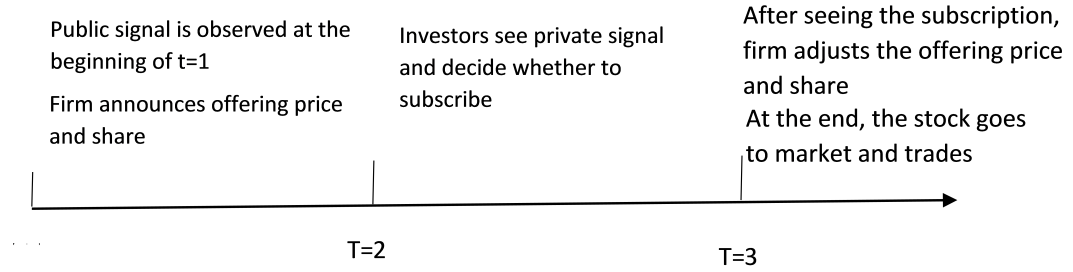 Public signal is observed at the
beginning of t=1
Firm announces offering price
and share
Investors see private signal
and decide whether to
subscribe
After seeing the subscription,
firm adjusts the offering price
and share
At the end, the stock goes
to market and trades
T=2
T=3